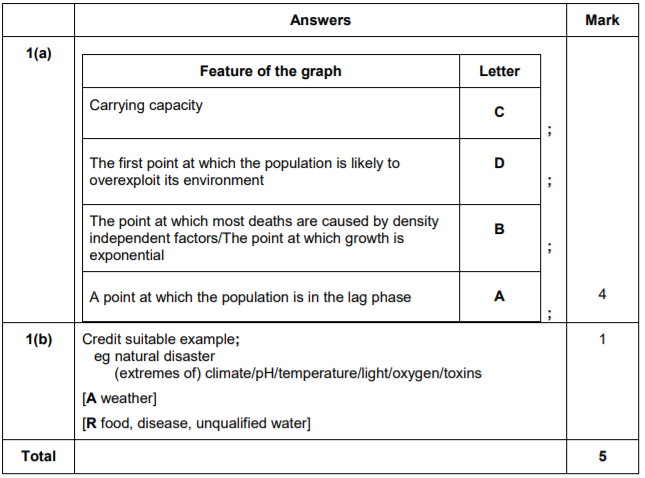 Answers Mark
1(a)
Feature of the graph Letter
Carrying capacity C ;
The first point at which the population is likely to D
overexploit its environment ;
The point at which most deaths are caused by density
independent factors/The point at which growth is B
exponential ;
A point at which the population is in the lag phase A ; 4
1(b) Credit suitable example; 1
eg natural disaster
(extremes of) climate/pH/temperature/light/oxygen/toxins
[A weather]
[R food, disease, unqualified water]
Total 5